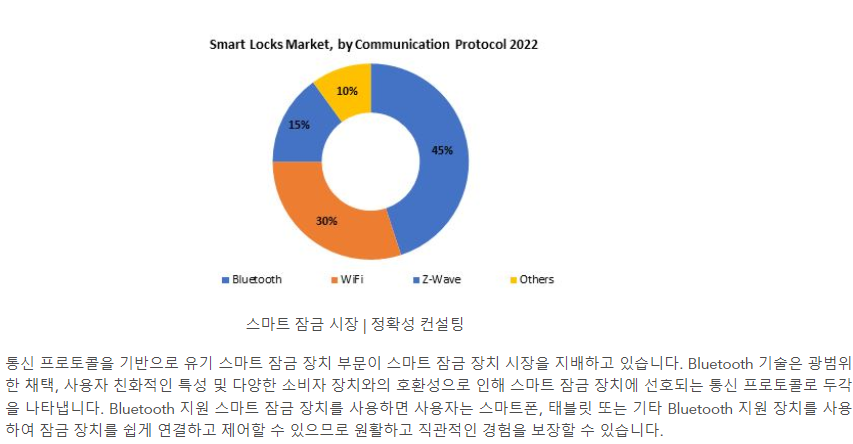 Smart Locks Market, by Communication Protocol 2022
10%
15%
45%
30%
Bluetooth WiFi Z-Wave Others
스마트 잠금 시장 | 정확성 컨설팅
통신 프로토콜을 기반으로 유기 스마트 잠금 장치 부문이 스마트 잠금 장치 시장을 지배하고 있습니다. Bluetooth 기술은 광범위
한 채택, 사용자 친화적인 특성 및 다양한 소비자 장치와의 호환성으로 인해 스마트 잠금 장치에 선호되는 통신 프로토콜로 두각
을 나타냅니다. Bluetooth 지원 스마트 잠금 장치를 사용하면 사용자는 스마트폰, 태블릿 또는 기타 Bluetooth 지원 장치를 사용
하여 잠금 장치를 쉽게 연결하고 제어할 수 있으므로 원활하고 직관적인 경험을 보장할 수 있습니다.